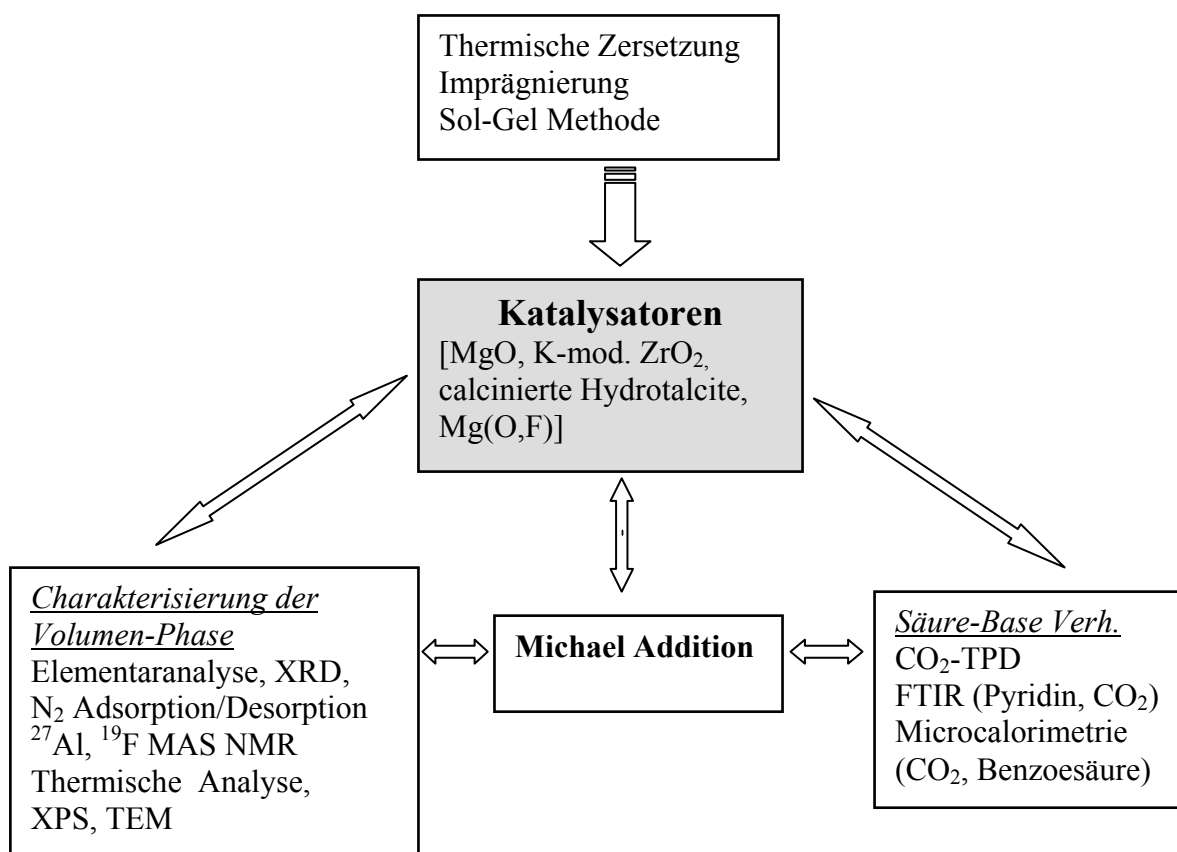 Thermische Zersetzung
Imprägnierung
Sol-Gel Methode
Katalysatoren
[MgO, K-mod. ZrO₂,
calcinierte Hydrotalcite,
Mg(O,F)]
Charakterisierung der
Volumen-Phase
Elementaranalyse, XRD,
N₂ Adsorption/Desorption
²⁷Al, ¹⁹F MAS NMR
Thermische Analyse,
XPS, TEM
Michael Addition
Säure-Base Verh.
CO₂-TPD
FTIR (Pyridin, CO₂)
Microcalorimetrie
(CO₂, Benzoesäure)